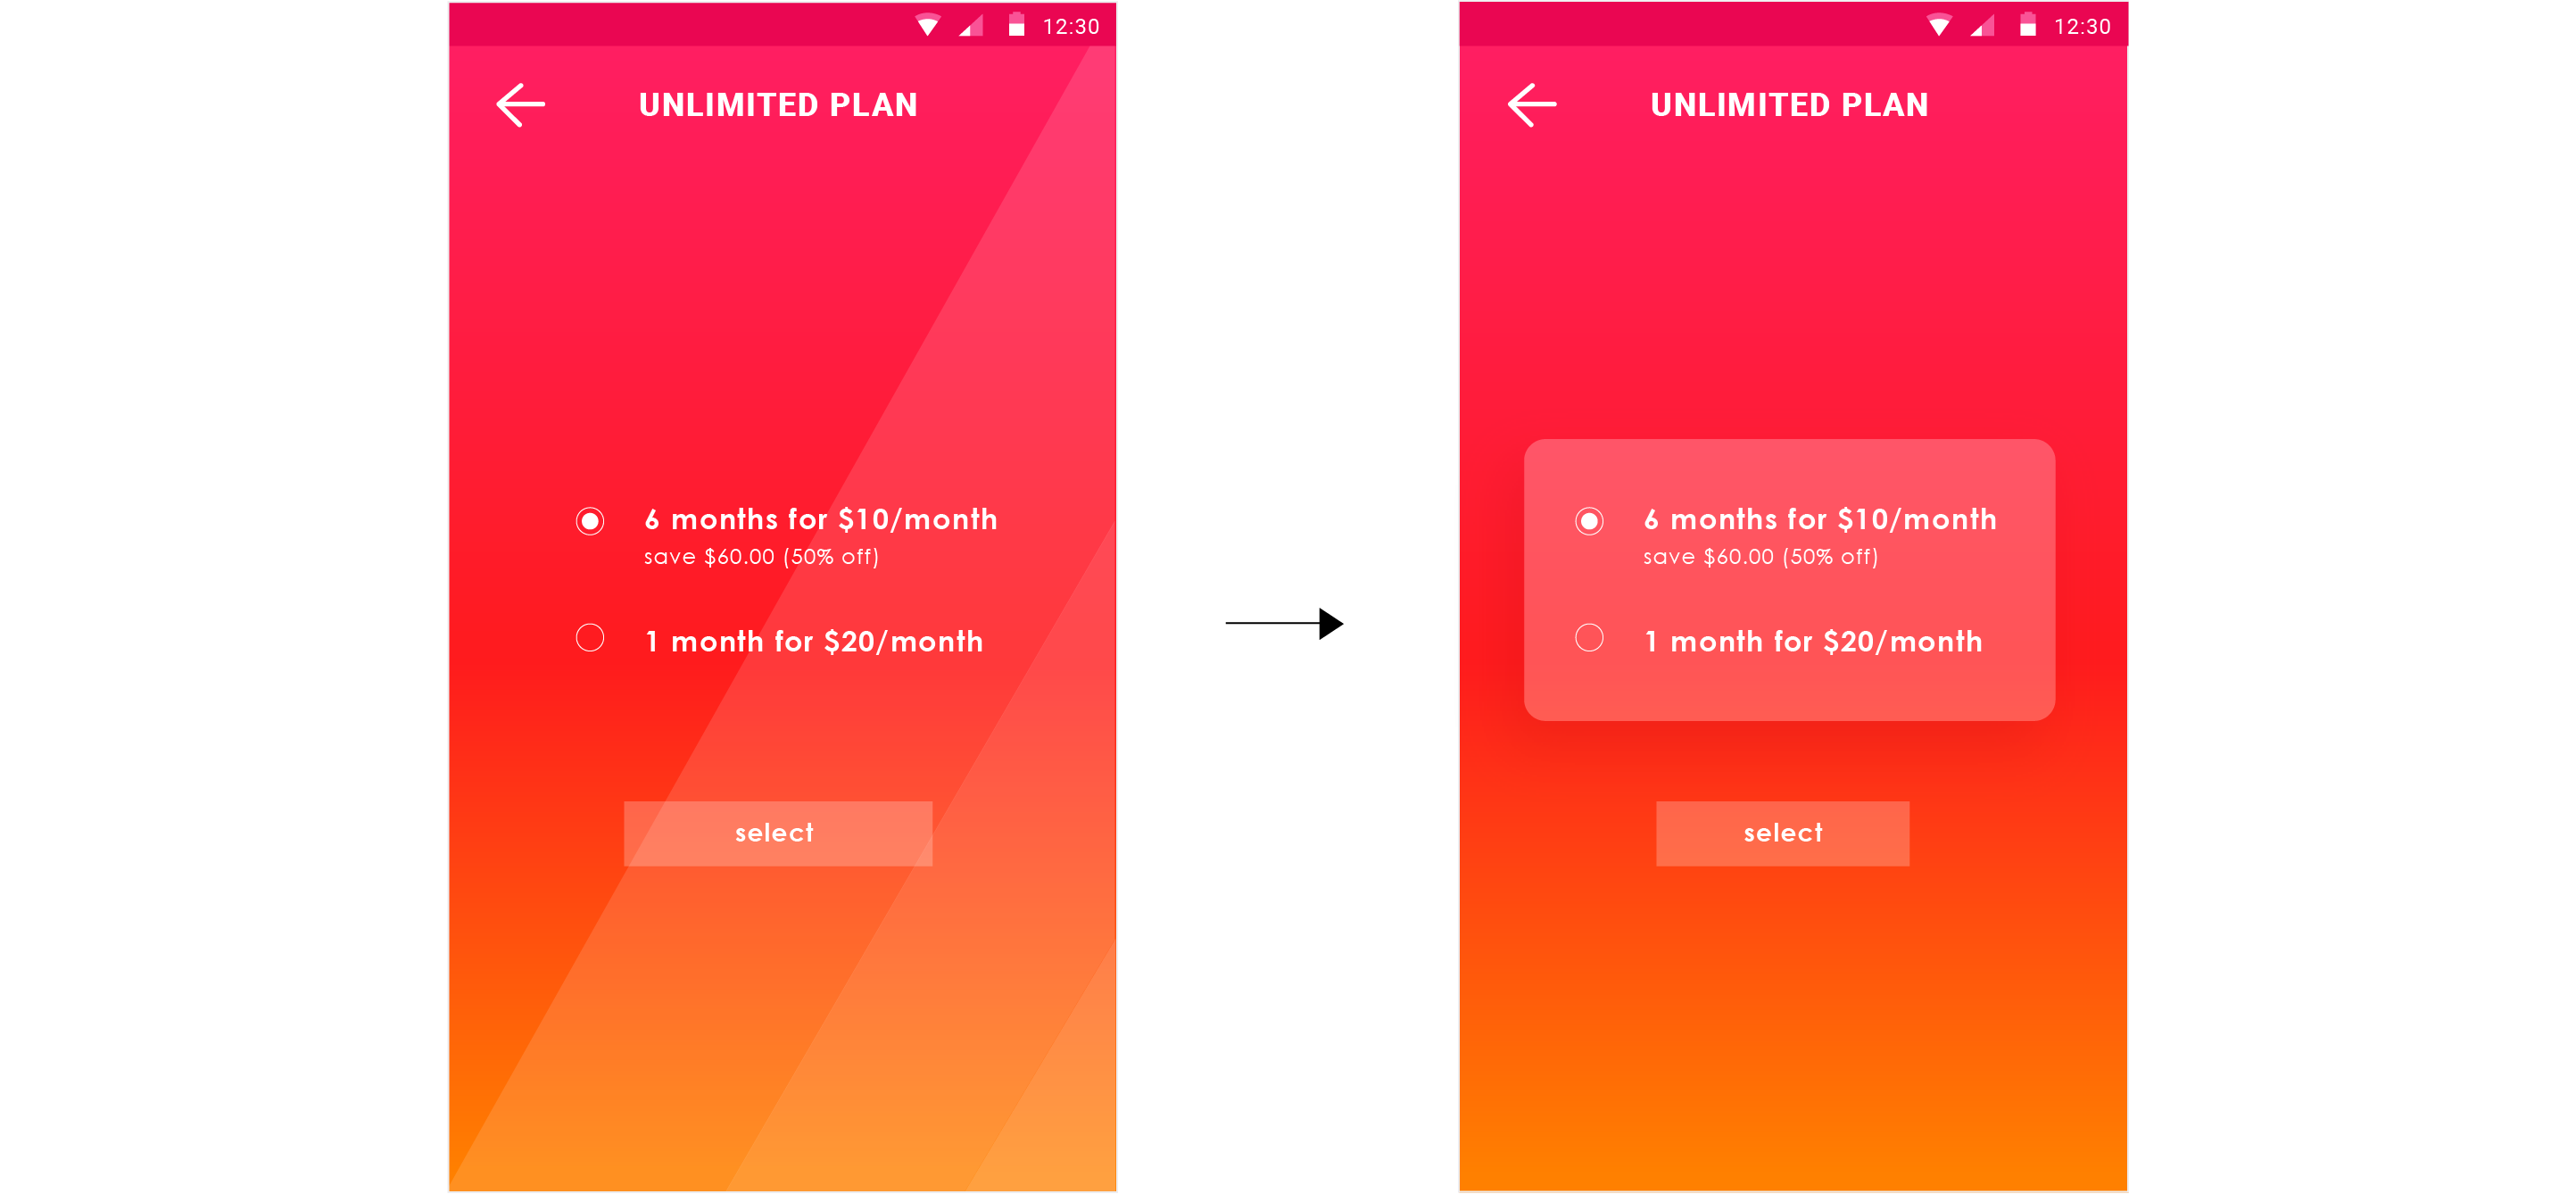 12:30
UNLIMITED PLAN
6 months for $10/month
save $60.00 (50% off)
1 month for $20/month
select
12:30
UNLIMITED PLAN
6 months for $10/month
save $60.00 (50% off)
1 month for $20/month
select